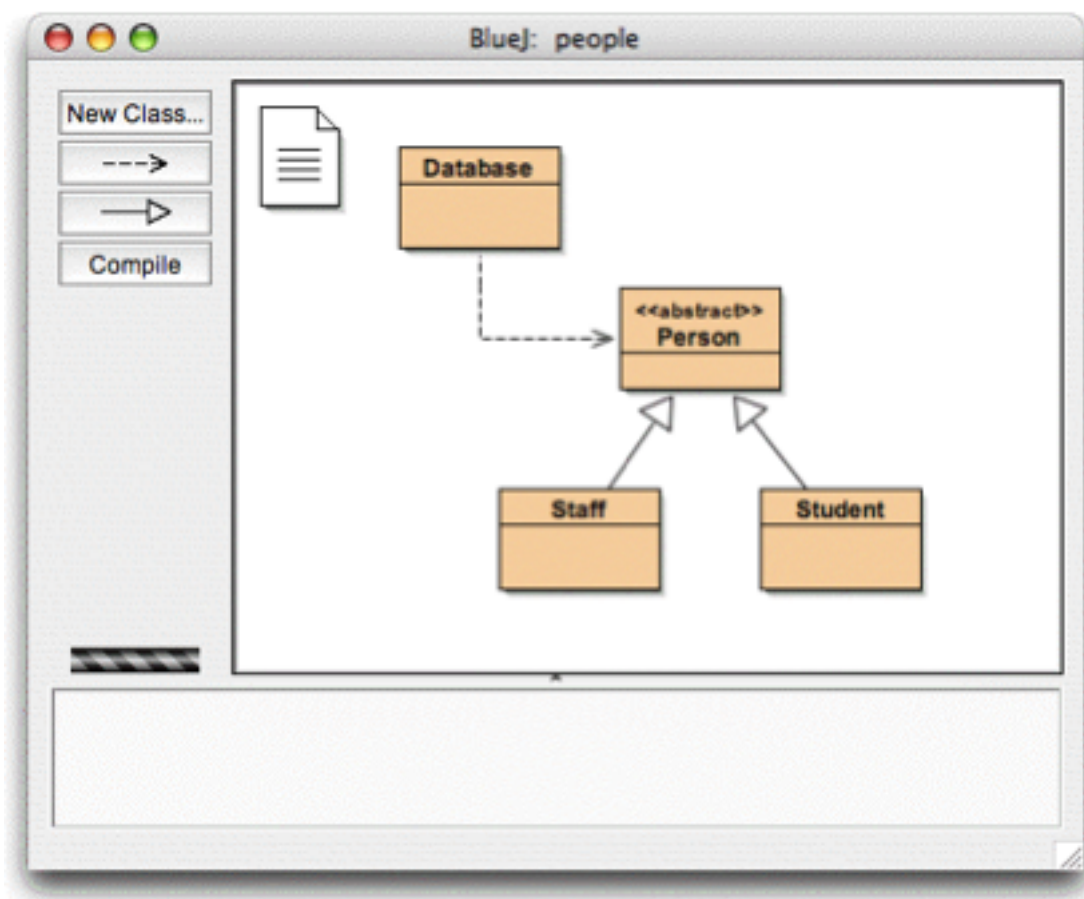 BlueJ: people
New Class...
Compile
Database
<<abstract>>
Person
Staff
Student